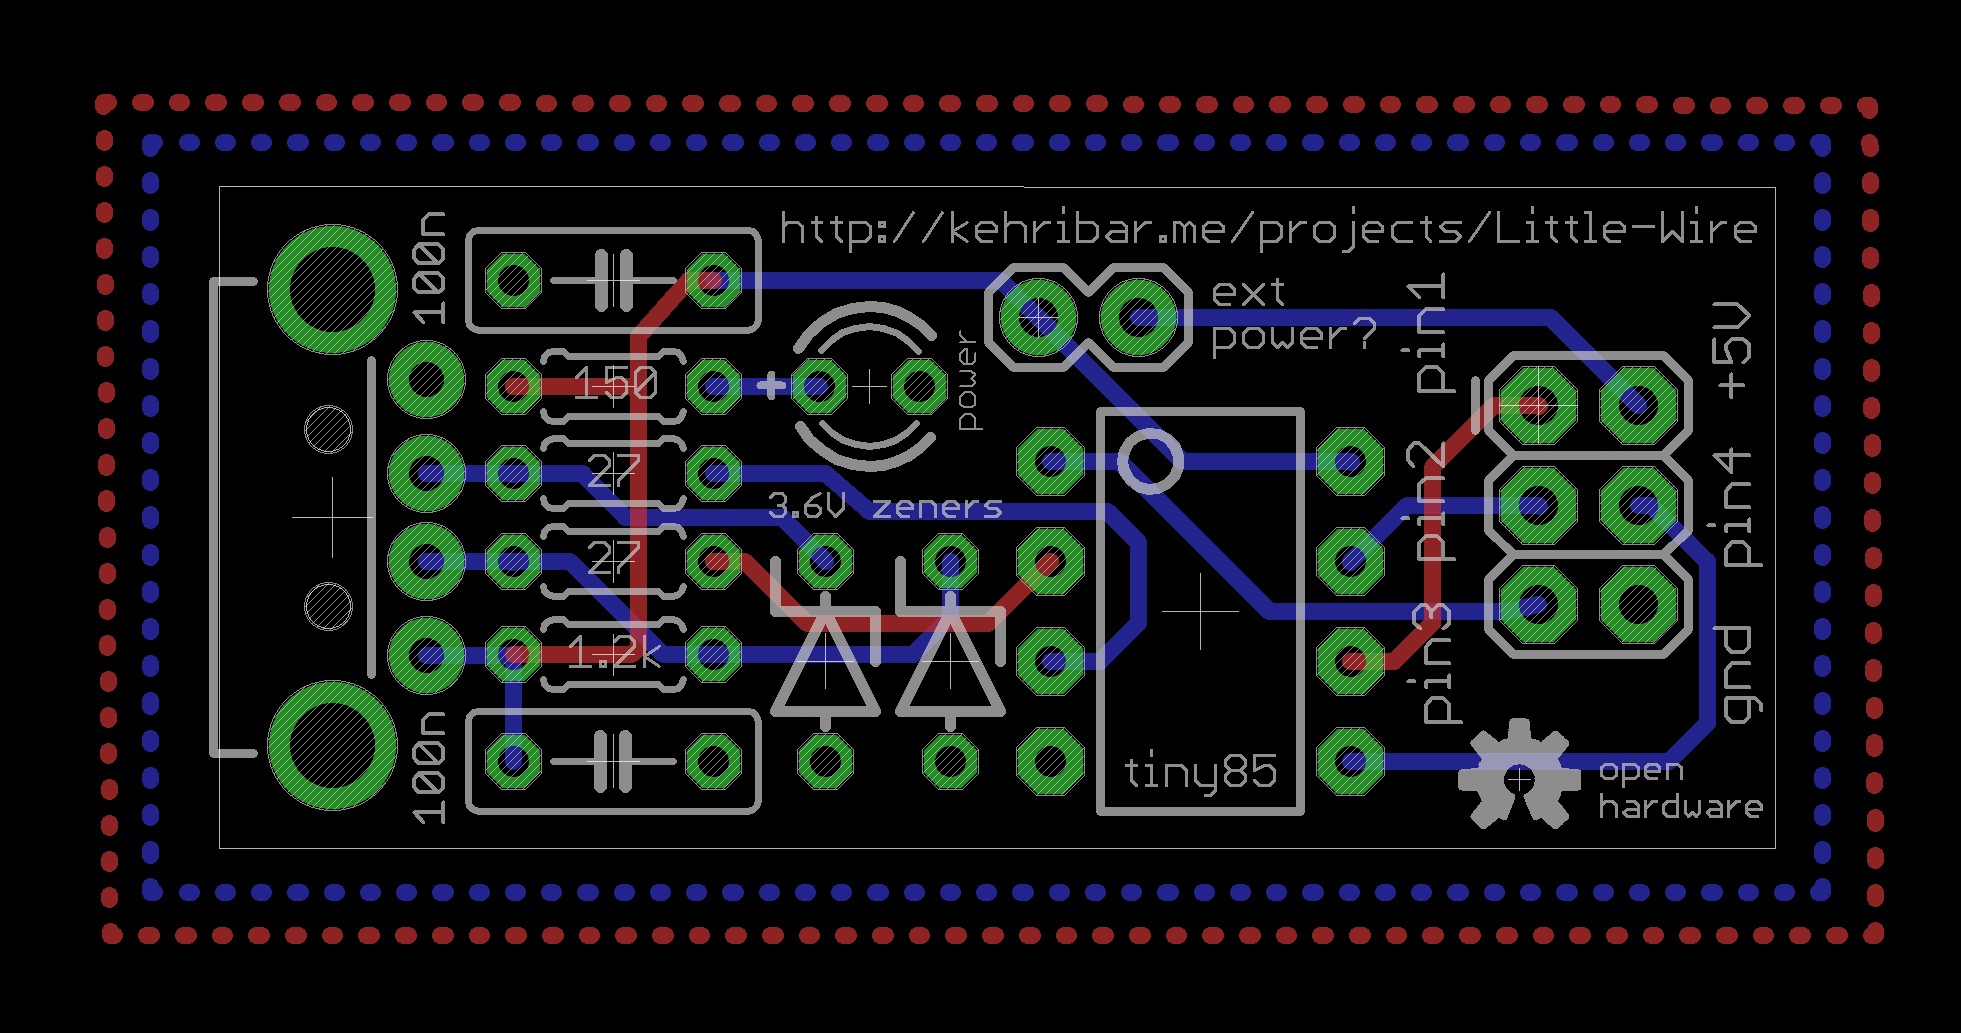 http://kehribar.me/projects/Little-Wire
100n
150
+
power
ext
power?
pin1
+5V
27
3.6V zeners
pin2
pin4
27
1.2k
pin3
gnd
100n
tiny85
open
hardware